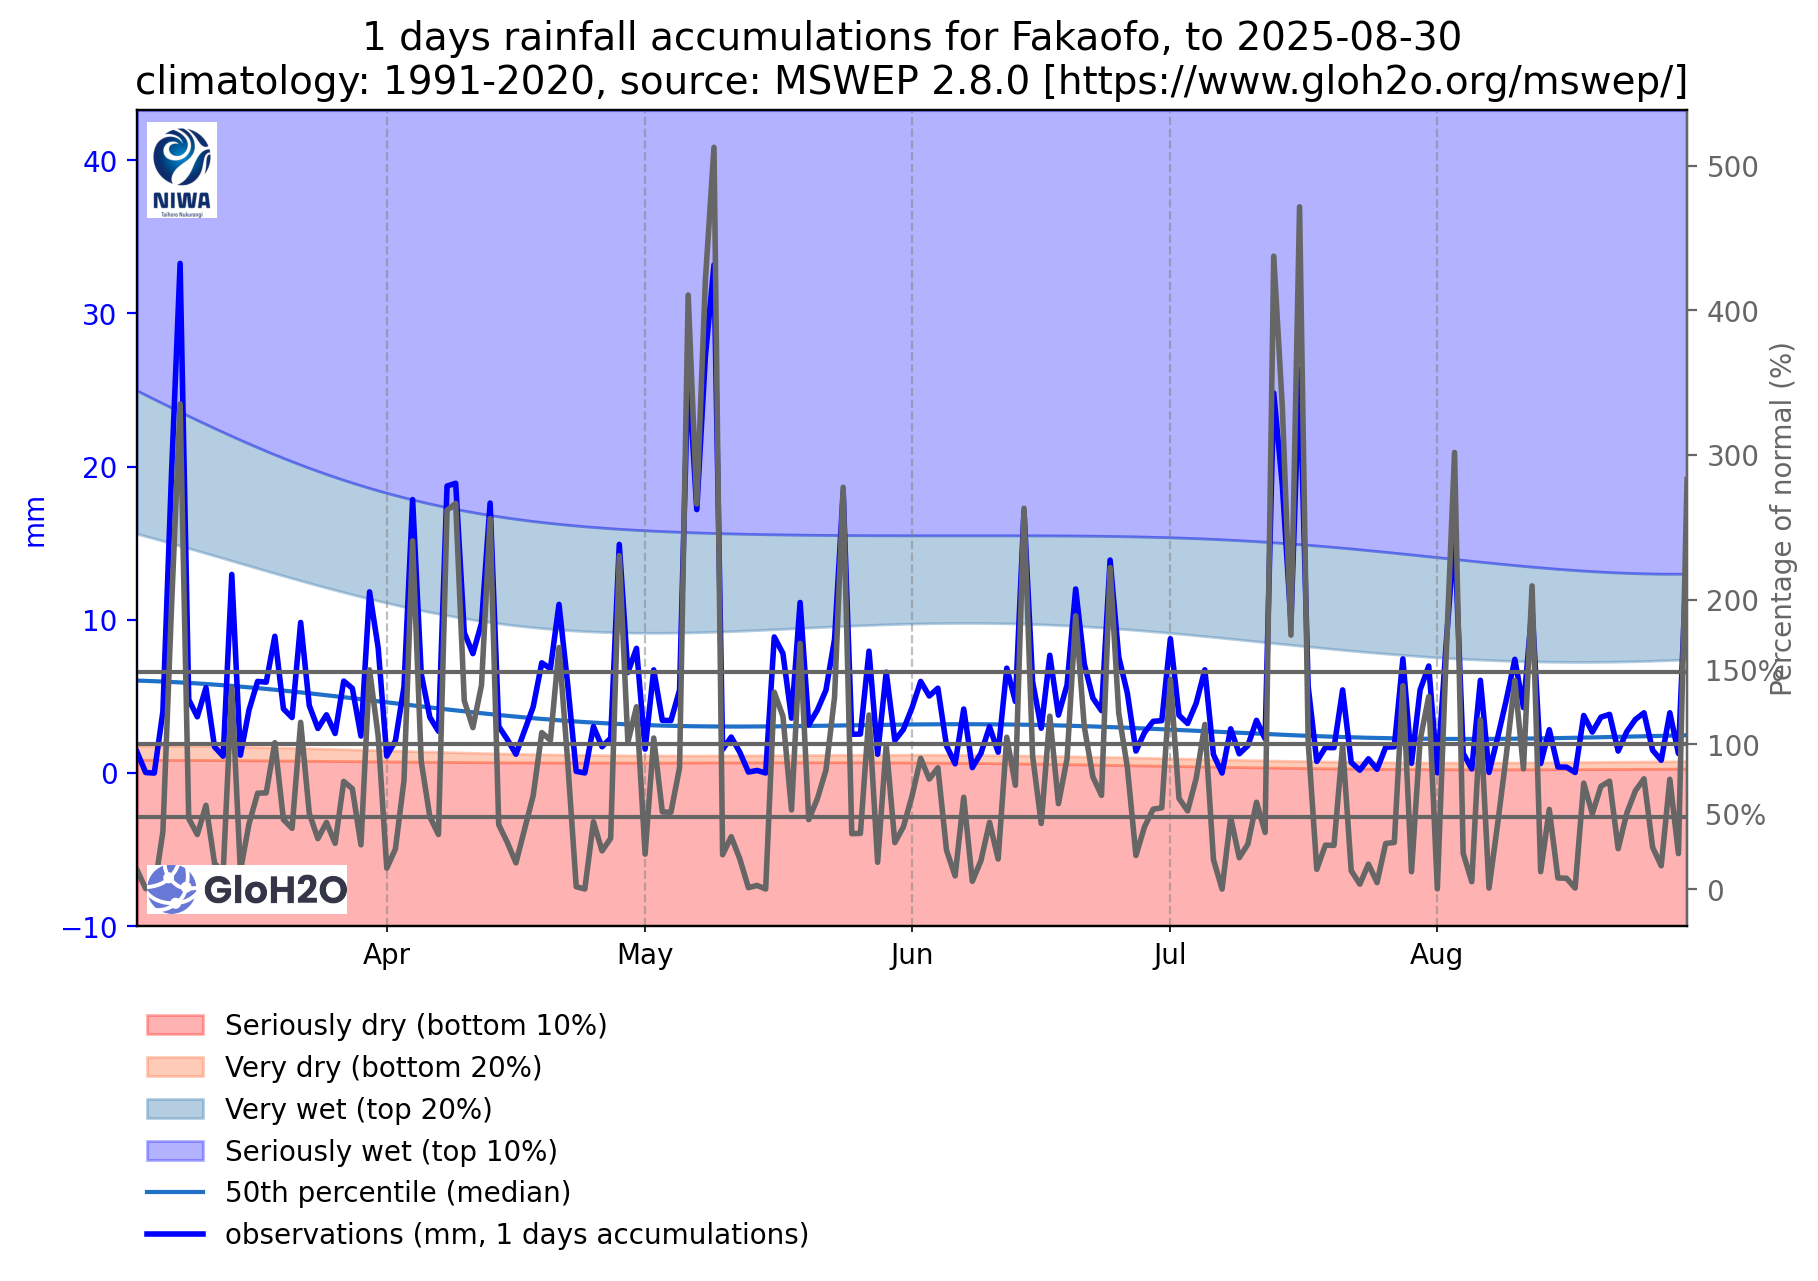 1 days rainfall accumulations for Fakaofo, to 2025-08-30
climatology: 1991-2020, source: MSWEP 2.8.0 [https://www.gloh2o.org/mswep/]
NIWA
Taihoro Nukurangi
40
30
20
10
0
−10
mm
500
400
300
200
150%
100
50%
0
Percentage of normal (%)
GloH2O
Apr
May
Jun
Jul
Aug
Seriously dry (bottom 10%)
Very dry (bottom 20%)
Very wet (top 20%)
Seriously wet (top 10%)
50th percentile (median)
observations (mm, 1 days accumulations)